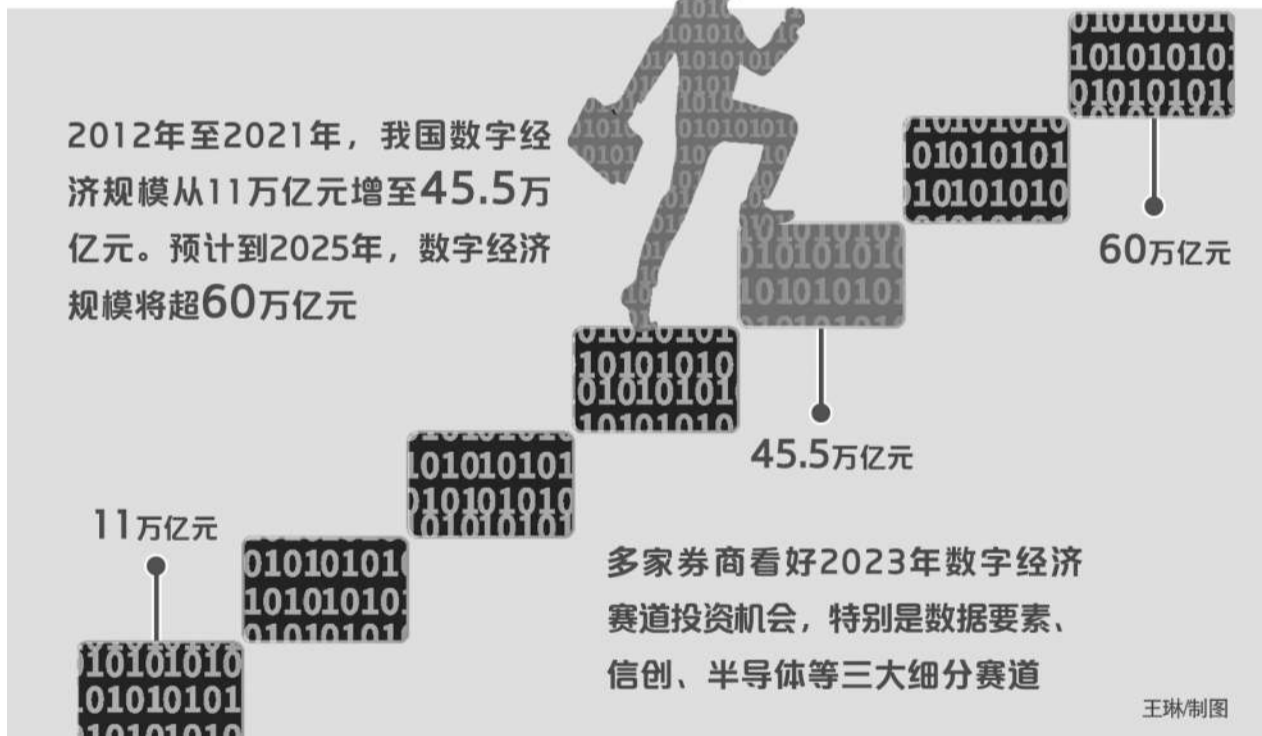 2012年至2021年，我国数字经
济规模从11万亿元增至45.5万
亿元。预计到2025年，数字经济
规模将超60万亿元
60万亿元
45.5万亿元
11万亿元
多家券商看好2023年数字经济
赛道投资机会，特别是数据要素、
信创、半导体等三大细分赛道
王琳/制图